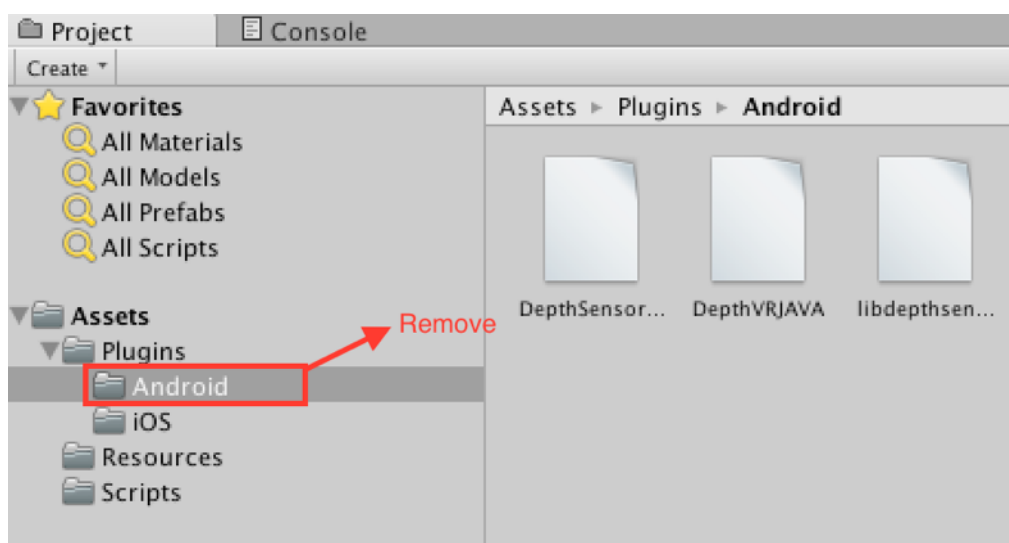 Project
Console
Create
Favorites
All Materials
All Models
All Prefabs
All Scripts
Assets
Plugins
Android
iOS
Resources
Scripts
Remove
Assets ▸ Plugins ▸ Android
DepthSensor...
DepthVRJAVA
libdepthsen...